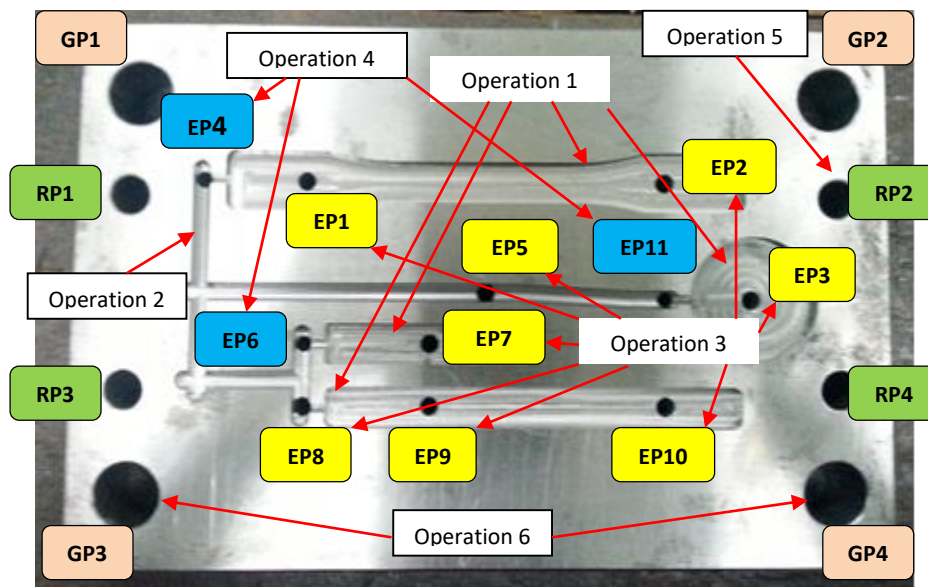 GP1
Operation 4
Operation 1
Operation 5
GP2
EP4
RP1
EP1
EP5
EP11
EP2
RP2
Operation 2
EP3
EP6
EP7
Operation 3
RP3
RP4
EP8
EP9
EP10
GP3
Operation 6
GP4